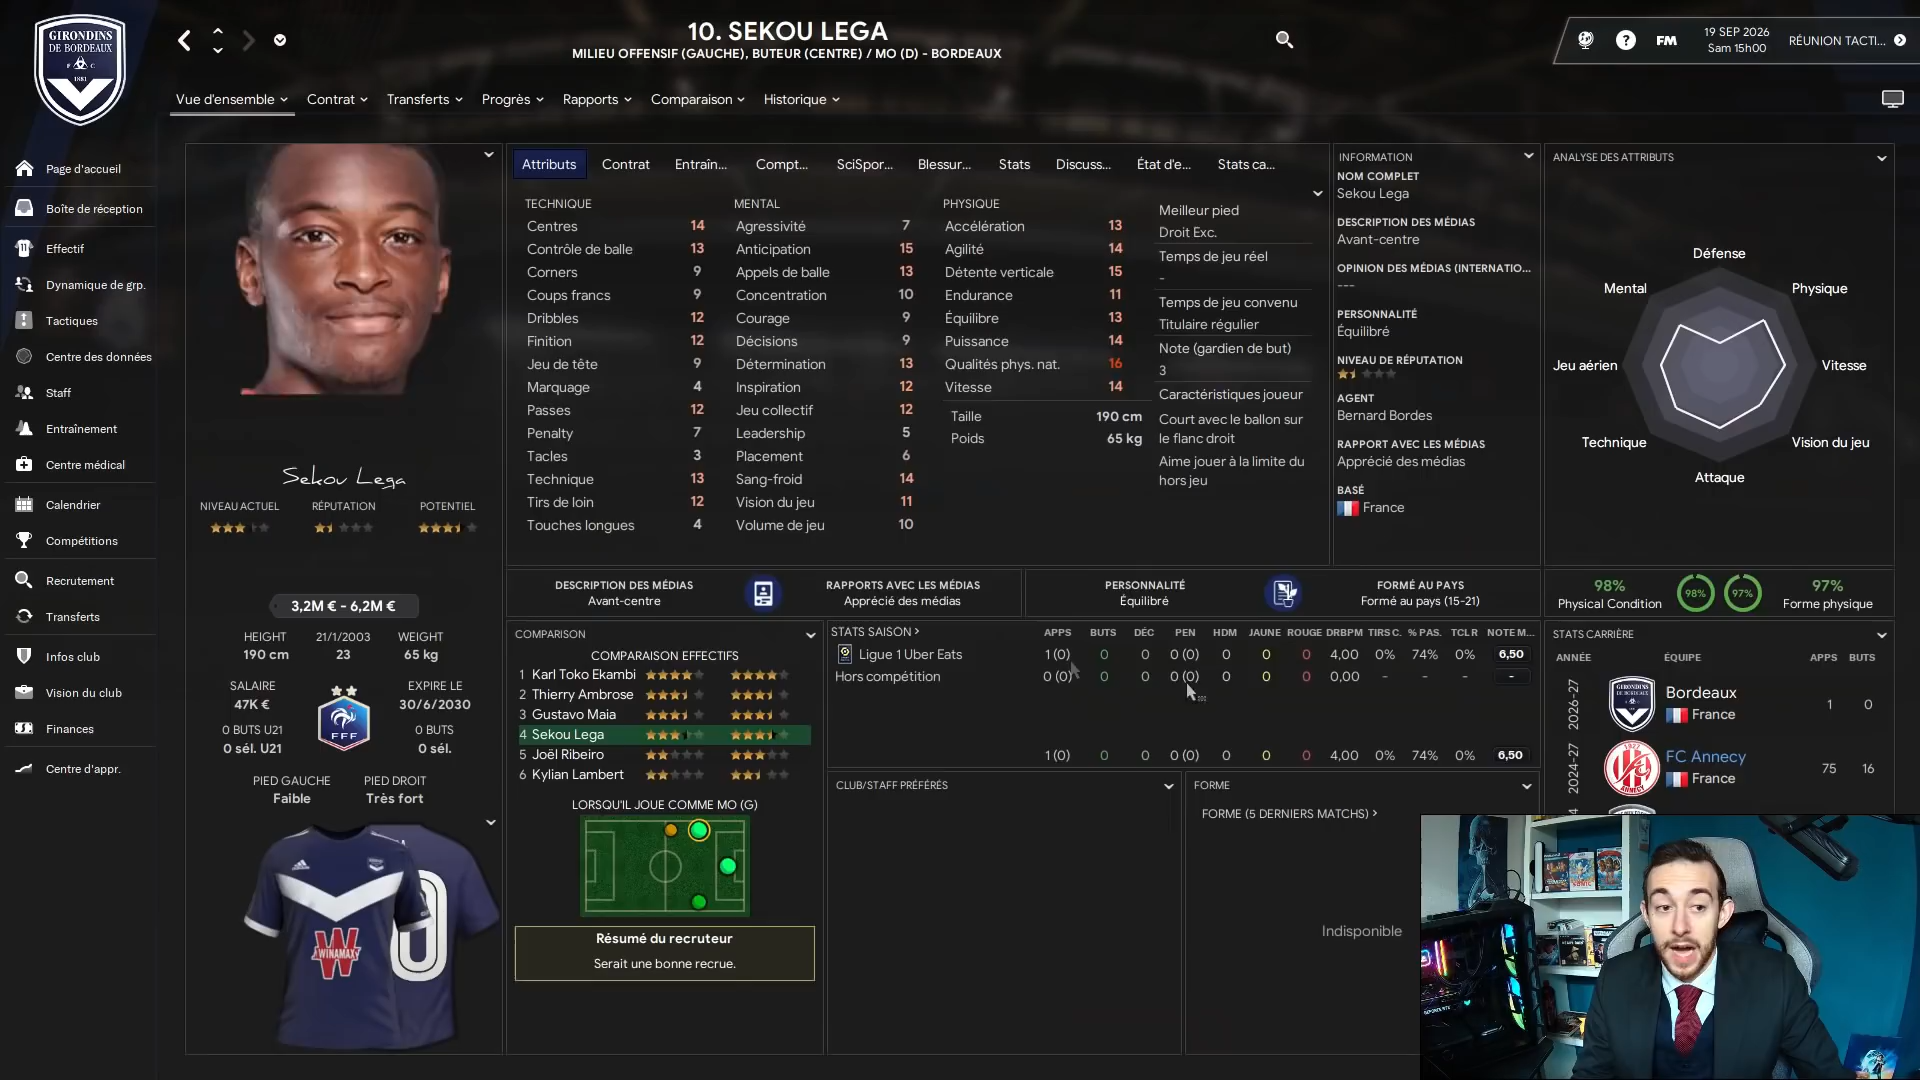 GIRONDINS
DE BORDEAUX
F C
1881
10. SEKOU LEGA
MILIEU OFFENSIF (GAUCHE), BUTEUR (CENTRE) / MO (D) - BORDEAUX
FM
19 SEP 2026
Sam 15h00
RÉUNION TACTI...
Vue d'ensemble
Contrat
Transferts
Progrès
Rapports
Comparaison
Historique
Page d'accueil
Boîte de réception
Effectif
Dynamique de grp.
Tactiques
Centre des données
Staff
Entraînement
Centre médical
Calendrier
Compétitions
Recrutement
Transferts
Infos club
Vision du club
Finances
Centre d'appr.
Sekou Lega
NIVEAU ACTUEL
RÉPUTATION
POTENTIEL
3,2M € - 6,2M €
HEIGHT 21/1/2003 WEIGHT
190 cm 23 65 kg
SALAIRE EXPIRE LE
47K € 30/6/2030
FFF
0 BUTS U21 0 BUTS
0 sél. U21 0 sél.
PIED GAUCHE PIED DROIT
Faible Très fort
WINAMAX
Attributs Contrat Entraîn... Compt... SciSpor... Blessur... Stats Discuss... État d'e... Stats ca...
TECHNIQUE
Centres 14
Contrôle de balle 13
Corners 9
Coups francs 9
Dribbles 12
Finition 12
Jeu de tête 9
Marquage 4
Passes 12
Penalty 7
Tacles 3
Technique 13
Tirs de loin 12
Touches longues 4
MENTAL
Agressivité 7
Anticipation 15
Appels de balle 13
Concentration 10
Courage 9
Décisions 9
Détermination 13
Inspiration 12
Jeu collectif 12
Leadership 5
Placement 6
Sang-froid 14
Vision du jeu 11
Volume de jeu 10
PHYSIQUE
Accélération 13
Agilité 14
Détente verticale 15
Endurance 11
Équilibre 13
Puissance 14
Qualités phys. nat. 16
Vitesse 14
Taille 190 cm
Poids 65 kg
Meilleur pied
Droit Exc.
Temps de jeu réel
-
Temps de jeu convenu
Titulaire régulier
Note (gardien de but)
3
Caractéristiques joueur
Court avec le ballon sur
le flanc droit
Aime jouer à la limite du
hors jeu
INFORMATION
NOM COMPLET
Sekou Lega
DESCRIPTION DES MÉDIAS
Avant-centre
OPINION DES MÉDIAS (INTERNATIO...
---
PERSONNALITÉ
Équilibré
NIVEAU DE RÉPUTATION
AGENT
Bernard Bordes
RAPPORT AVEC LES MÉDIAS
Apprécié des médias
BASÉ
France
ANALYSE DES ATTRIBUTS
Défense
Mental
Physique
Jeu aérien
Vitesse
Technique
Vision du jeu
Attaque
DESCRIPTION DES MÉDIAS
Avant-centre
RAPPORTS AVEC LES MÉDIAS
Apprécié des médias
PERSONNALITÉ
Équilibré
FORMÉ AU PAYS
Formé au pays (15-21)
98%
Physical Condition
98%
97%
97%
Forme physique
COMPARISON
COMPARAISON EFFECTIFS
1 Karl Toko Ekambi
2 Thierry Ambrose
3 Gustavo Maia
4 Sekou Lega
5 Joël Ribeiro
6 Kylian Lambert
LORSQU'IL JOUE COMME MO (G)
Résumé du recruteur
Serait une bonne recrue.
STATS SAISON > APPS BUTS DÉC PEN HDM JAUNE ROUGE DRBPM TIRS C. % PAS. TCL R NOTE M...
Ligue 1 Uber Eats 1 (0) 0 0 0 (0) 0 0 0 4,00 0% 74% 0% 6,50
Hors compétition 0 (0) 0 0 0 (0) 0 0 0 0,00 - - - -
1 (0) 0 0 0 (0) 0 0 0 4,00 0% 74% 0% 6,50
CLUB/STAFF PRÉFÉRÉS
FORME
FORME (5 DERNIERS MATCHS) >
Indisponible
STATS CARRIÈRE
ANNÉE ÉQUIPE APPS BUTS
2026-27
Bordeaux 1 0
France
2024-27
FC Annecy 75 16
France